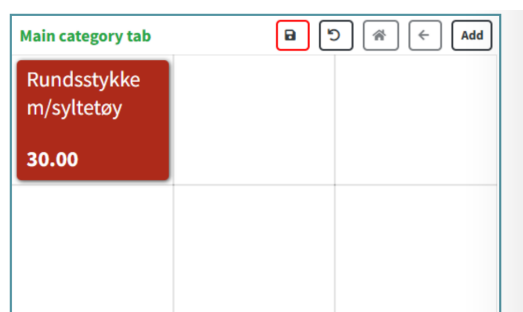 Main category tab
Add
Rundsstykke
m/syltetøy
30.00